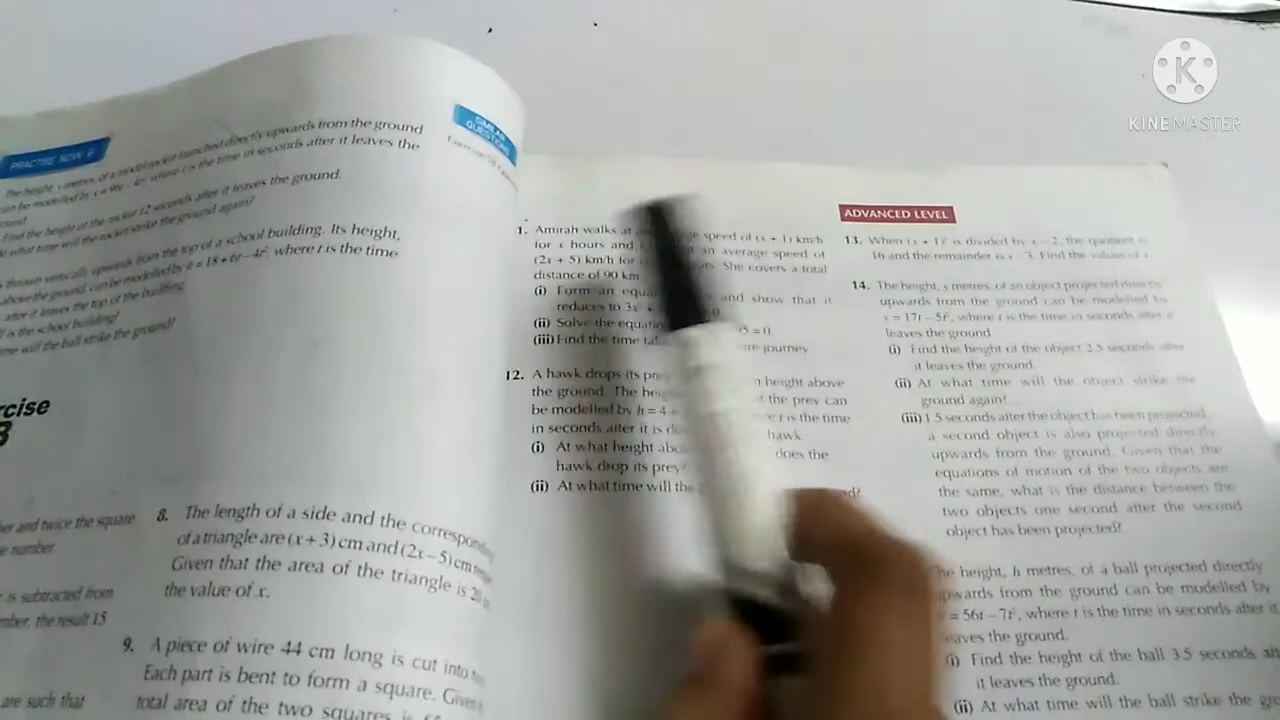 KINEMASTER
PRACTISE NOW 6
SIMILAR
QUESTIONS
The height, y metres, of a model rocket launched directly upwards from the ground
can be modelled by where t is the time in seconds after it leaves the
Find the height of the rocket 12 seconds after it leaves the ground.
what time will the rocket strike the ground again?
thrown vertically upwards from the top of a school building. Its height,
above the ground, can be modelled by h = 18 + 6t – 4t², where t is the time
after it leaves the top of the building.
is the school building?
time will the ball strike the ground?
rcise
B
er and twice the square
e number.
is subtracted from
mber, the result 15
are such that
8. The length of a side and the correspond
of a triangle are (x + 3) cm and (2x – 5) cm
Given that the area of the triangle is 20
the value of x.
9. A piece of wire 44 cm long is cut into
Each part is bent to form a square. Given
total area of the two squares is
1. Amirah walks at speed of (x + 1) km/h
for x hours and an average speed of
(2x + 5) km/h for She covers a total
distance of 90 km
(i) Form an equa and show that it
reduces to 3x²
(ii) Solve the equation = 0.
(iii) Find the time journey
12. A hawk drops its height above
the ground. The the prey can
be modelled by h = 4 t is the time
in seconds after it is hawk.
(i) At what height does the
hawk drop its prey?
(ii) At what time will the
ADVANCED LEVEL
13. When (x + 1)² is divided by x – 2, the quotient is
16 and the remainder is x – 3. Find the values of x
14. The height, y metres, of an object projected directly
upwards from the ground can be modelled by
y = 17t – 5t², where t is the time in seconds after it
leaves the ground.
(i) Find the height of the object 2.5 seconds after
it leaves the ground.
(ii) At what time will the object strike the
ground again?
(iii) 1.5 seconds after the object has been projected,
a second object is also projected directly
upwards from the ground. Given that the
equations of motion of the two objects are
the same, what is the distance between the
two objects one second after the second
object has been projected?
he height, h metres, of a ball projected directly
pwards from the ground can be modelled by
= 56t – 7t², where t is the time in seconds after it
eaves the ground.
(i) Find the height of the ball 3.5 seconds aft
it leaves the ground.
(ii) At what time will the ball strike the gro